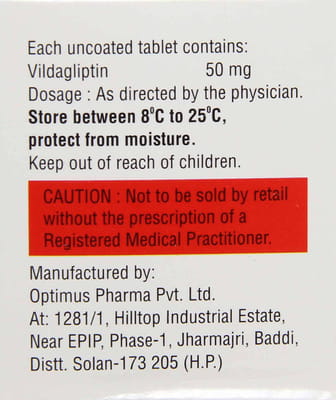 Each uncoated tablet contains:
Vildagliptin 50 mg
Dosage : As directed by the physician.
Store between 8⁰C to 25⁰C,
protect from moisture.
Keep out of reach of children.
CAUTION : Not to be sold by retail
without the prescription of a
Registered Medical Practitioner.
Manufactured by:
Optimus Pharma Pvt. Ltd.
At: 1281/1, Hilltop Industrial Estate,
Near EPIP, Phase-1, Jharmajri, Baddi,
Distt. Solan-173 205 (H.P.)